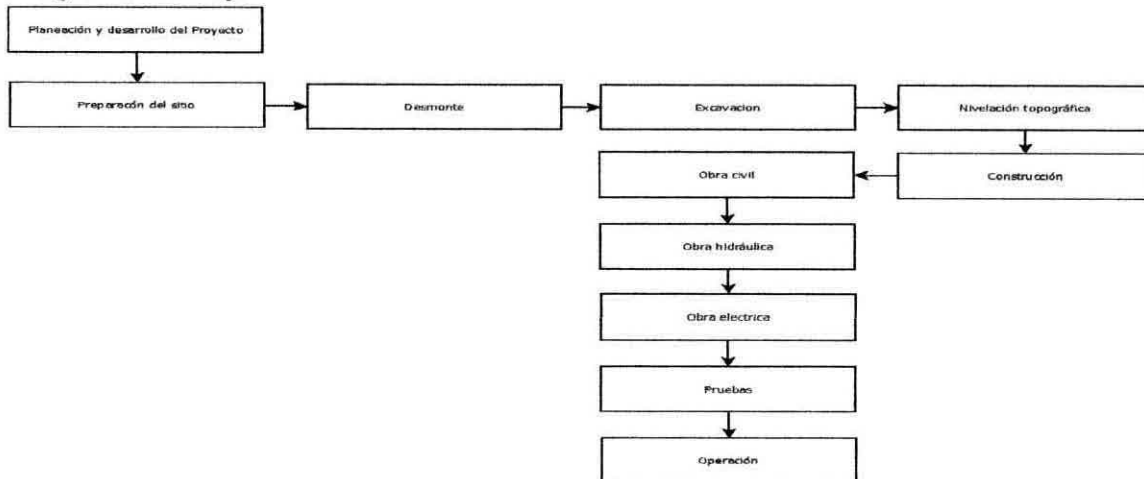 Planeación y desarrollo del Proyecto
Preparación del sitio
Desmonte
Excavacion
Nivelación topográfica
Construcción
Obra civil
Obra hidráulica
Obra electrica
Pruebas
Operación